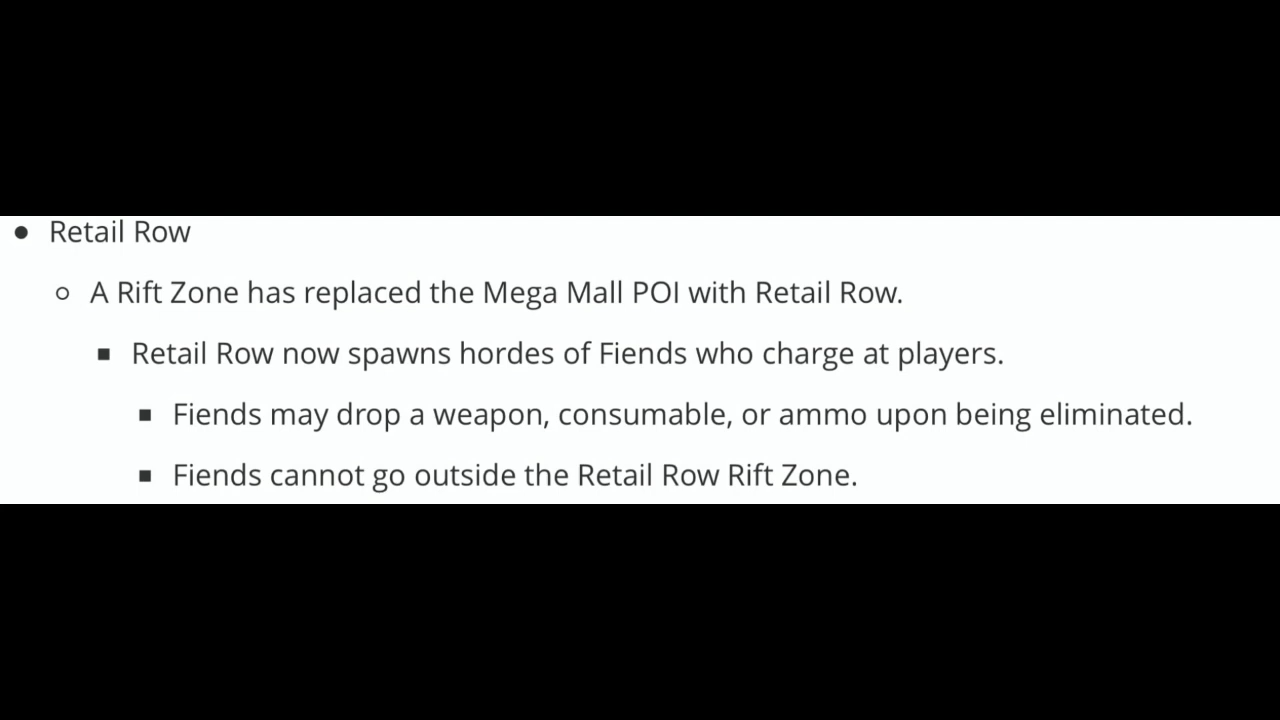 ● Retail Row
○ A Rift Zone has replaced the Mega Mall POI with Retail Row.
■ Retail Row now spawns hordes of Fiends who charge at players.
■ Fiends may drop a weapon, consumable, or ammo upon being eliminated.
■ Fiends cannot go outside the Retail Row Rift Zone.